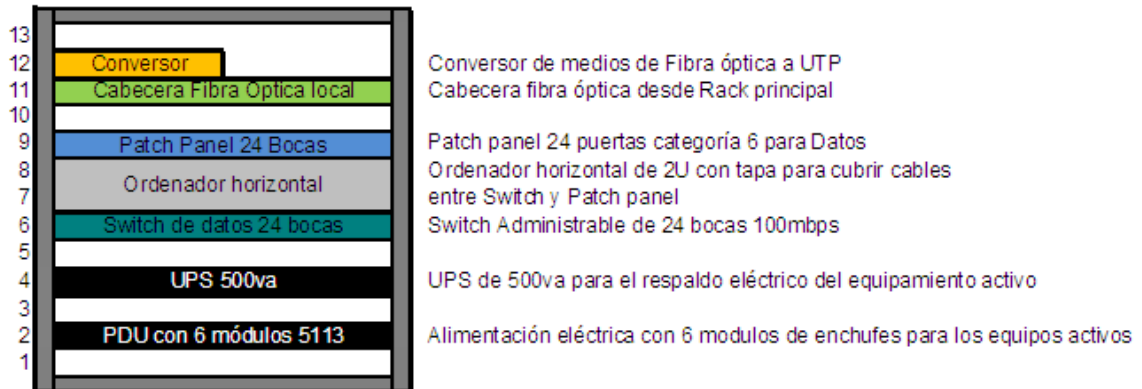 13
12 Conversor Conversor de medios de Fibra óptica a UTP
11 Cabecera Fibra Optica local Cabecera fibra óptica desde Rack principal
10
9 Patch Panel 24 Bocas Patch panel 24 puertas categoría 6 para Datos
8 Ordenador horizontal de 2U con tapa para cubrir cables
Ordenador horizontal
7 entre Switch y Patch panel
6 Switch de datos 24 bocas Switch Administrable de 24 bocas 100mbps
5
4 UPS 500va UPS de 500va para el respaldo eléctrico del equipamiento activo
3
2 PDU con 6 módulos 5113 Alimentación eléctrica con 6 modulos de enchufes para los equipos activos
1